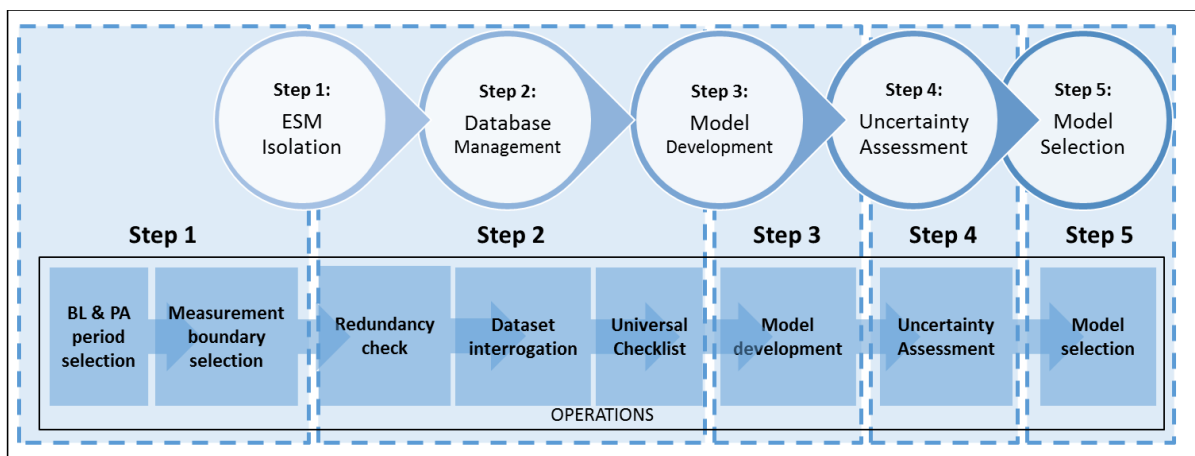 Step 1:
ESM
Isolation
Step 2:
Database
Management
Step 3:
Model
Development
Step 4:
Uncertainty
Assessment
Step 5:
Model
Selection
Step 1
Step 2
Step 3
Step 4
Step 5
BL & PA
period
selection
Measurement
boundary
selection
Redundancy
check
Dataset
interrogation
Universal
Checklist
Model
development
Uncertainty
Assessment
Model
selection
OPERATIONS